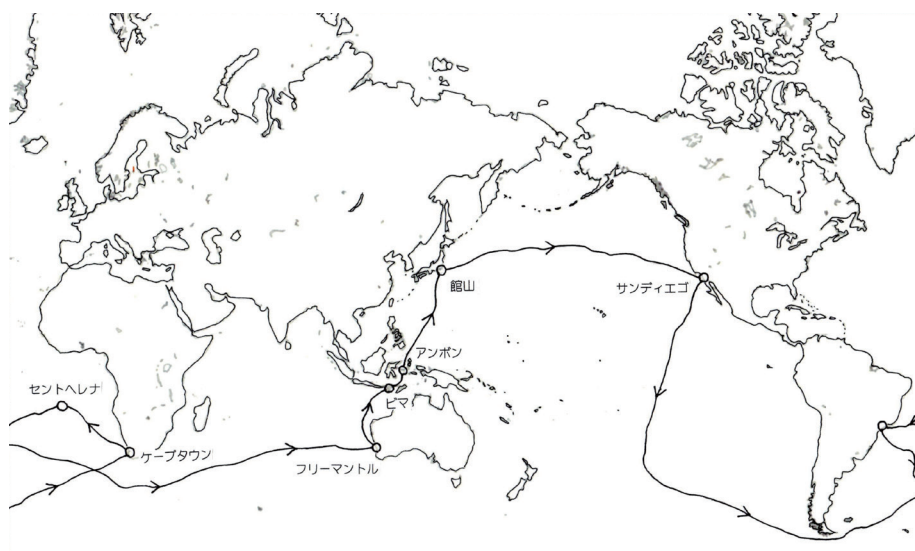 館山
サンディエゴ
アンボン
セントヘレナ
ビマ
ケープタウン
フリーマントル